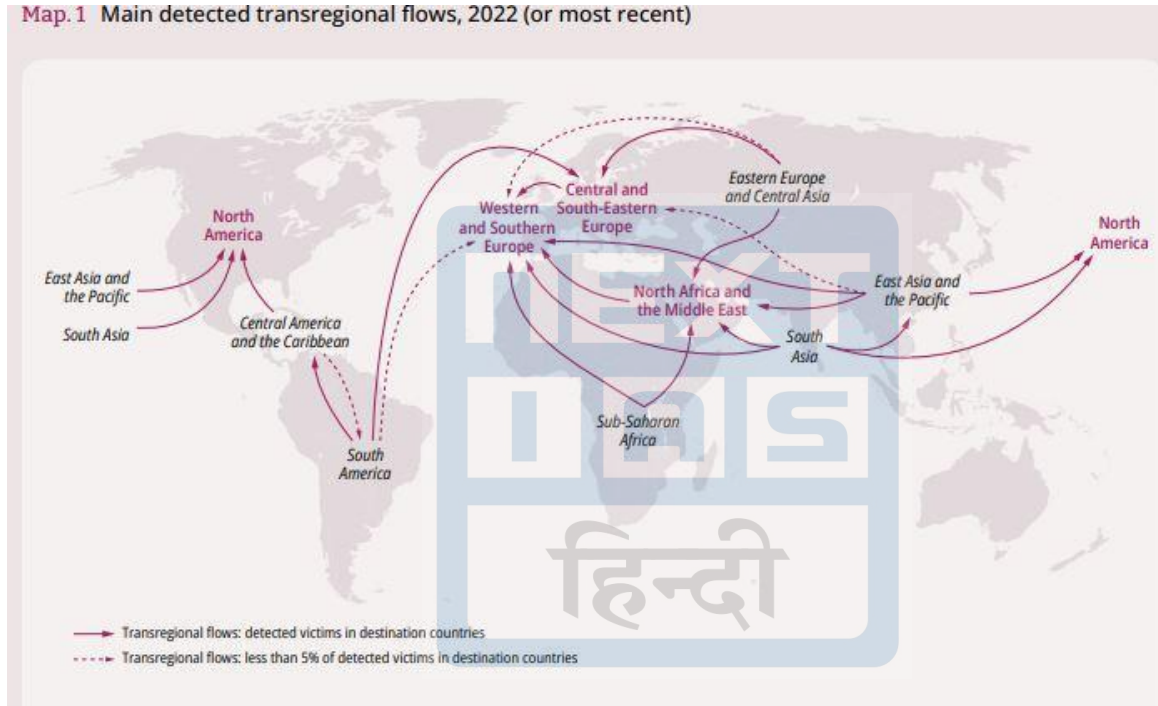 Map. 1 Main detected transregional flows, 2022 (or most recent)
Eastern Europe
and Central Asia
Central and
South-Eastern
Europe
Western
and Southern
Europe
North
America
North
America
East Asia and
the Pacific
East Asia and
the Pacific
North Africa and
the Middle East
South Asia
Central America
and the Caribbean
South
Asia
Sub-Saharan
Africa
South
America
NEXT
IAS
हिन्दी
Transregional flows: detected victims in destination countries
Transregional flows: less than 5% of detected victims in destination countries